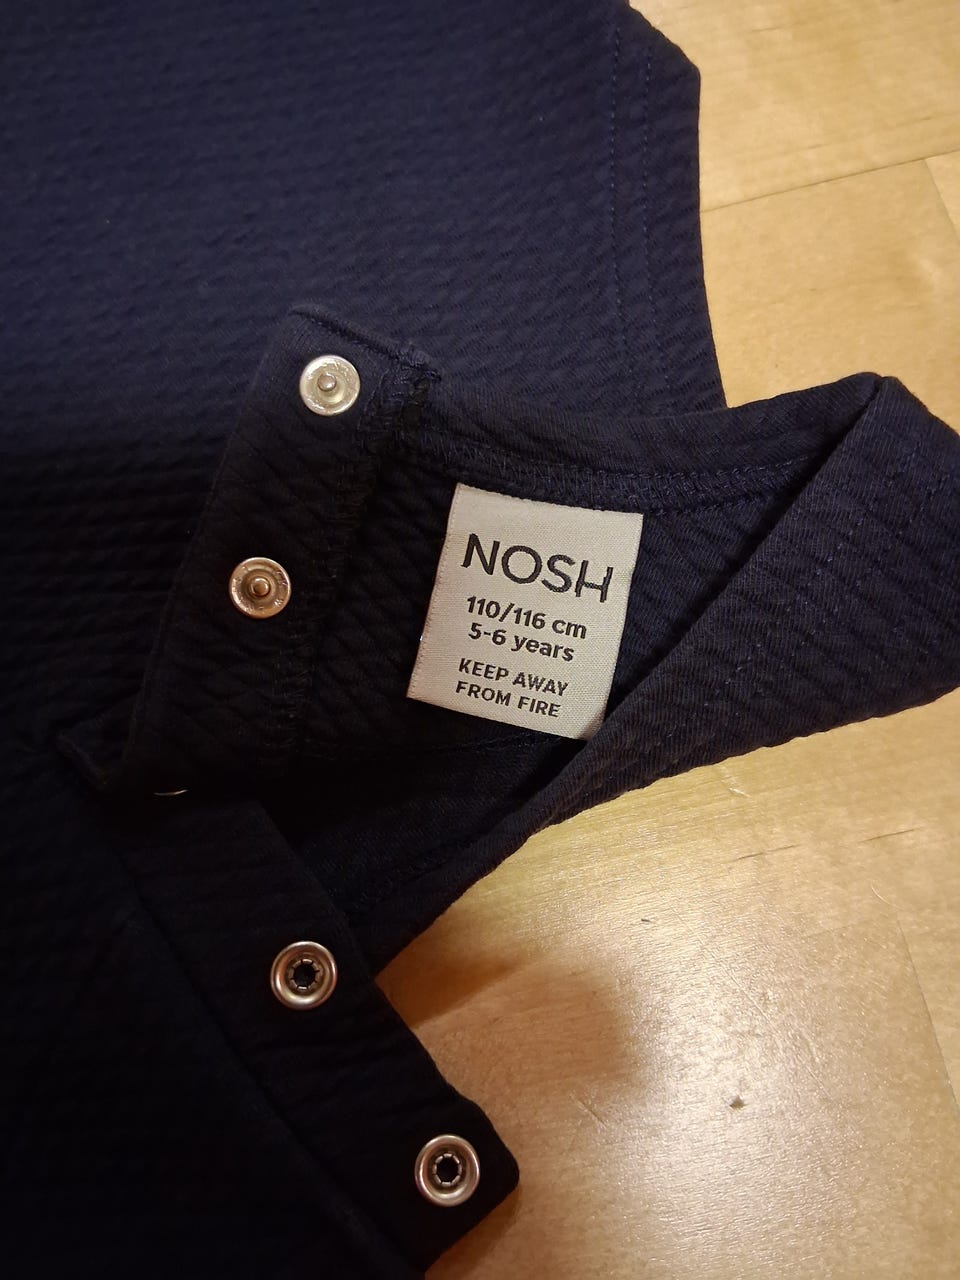 NOSH
110/116 cm
5-6 years
KEEP AWAY
FROM FIRE